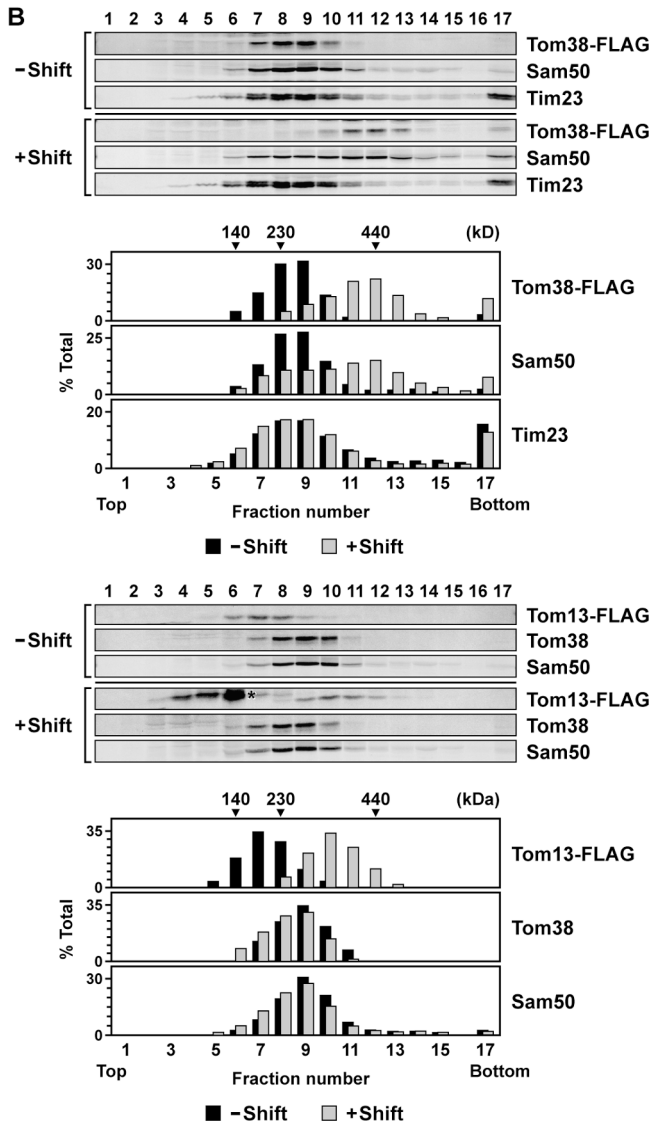 B
1 2 3 4 5 6 7 8 9 10 11 12 13 14 15 16 17
−Shift
Tom38-FLAG
Sam50
Tim23
+Shift
Tom38-FLAG
Sam50
Tim23
140 230 440 (kD)
30
0
Tom38-FLAG
% Total
25
0
Sam50
20
0
Tim23
1 3 5 7 9 11 13 15 17
Top Fraction number Bottom
−Shift +Shift
1 2 3 4 5 6 7 8 9 10 11 12 13 14 15 16 17
−Shift
Tom13-FLAG
Tom38
Sam50
+Shift
* Tom13-FLAG
Tom38
Sam50
140 230 440 (kDa)
35
0
Tom13-FLAG
% Total
35
0
Tom38
30
0
Sam50
1 3 5 7 9 11 13 15 17
Top Fraction number Bottom
−Shift +Shift